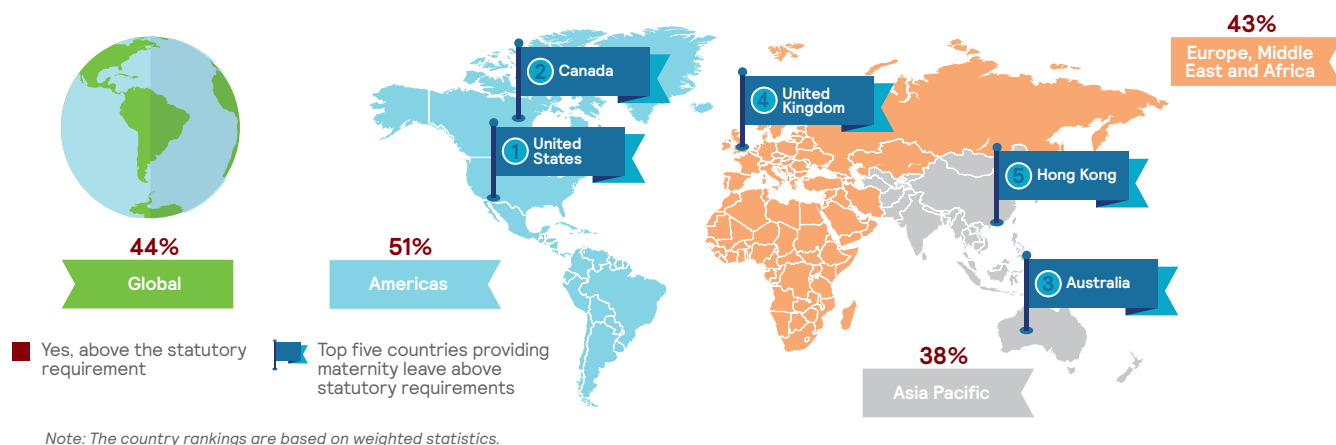 43%
Europe, Middle
East and Africa
2 Canada
4 United
Kingdom
1 United
States
5 Hong Kong
44%
Global
51%
Americas
3 Australia
38%
Asia Pacific
Yes, above the statutory
requirement
Top five countries providing
maternity leave above
statutory requirements
Note: The country rankings are based on weighted statistics.